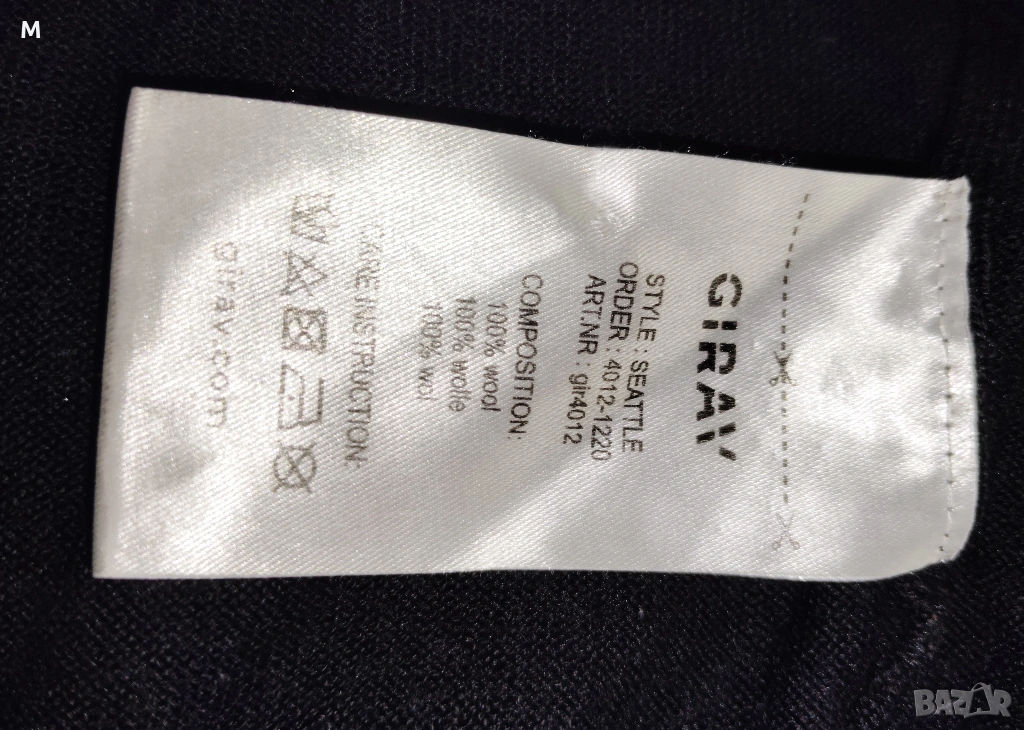 M
GiRAV
STYLE : SEATTLE
ORDER : 4012-1220
ART.NR : gir4012
COMPOSITION:
100% wool
100% wolle
100% wol
CARE INSTRUCTION:
girav.com
BAZAR